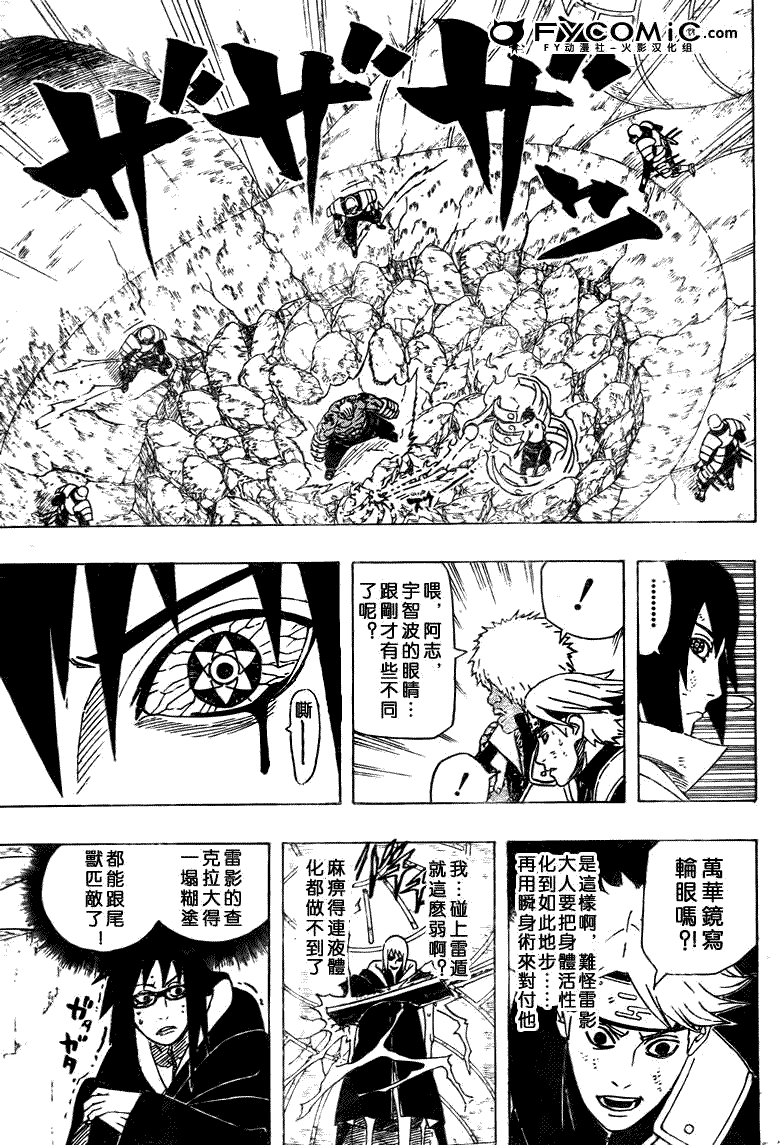 FYCOMiC.com
FY动漫社-火影汉化组
ザザザッ
………
！
！
喂，阿志，
宇智波的眼睛…
跟剛才有些不同
了呢？
嘶—
萬華鏡寫
輪眼嗎?!
是這樣啊，難怪雷影
大人要把身體活性
化到如此地步……
再用瞬身術來對付他
我…碰上雷遁
就這麽弱啊？
麻痹得連液體
化都做不到了
雷影的查
克拉大得
一塌糊塗
都能跟尾
獸匹敵了！
ガタ
ガタ